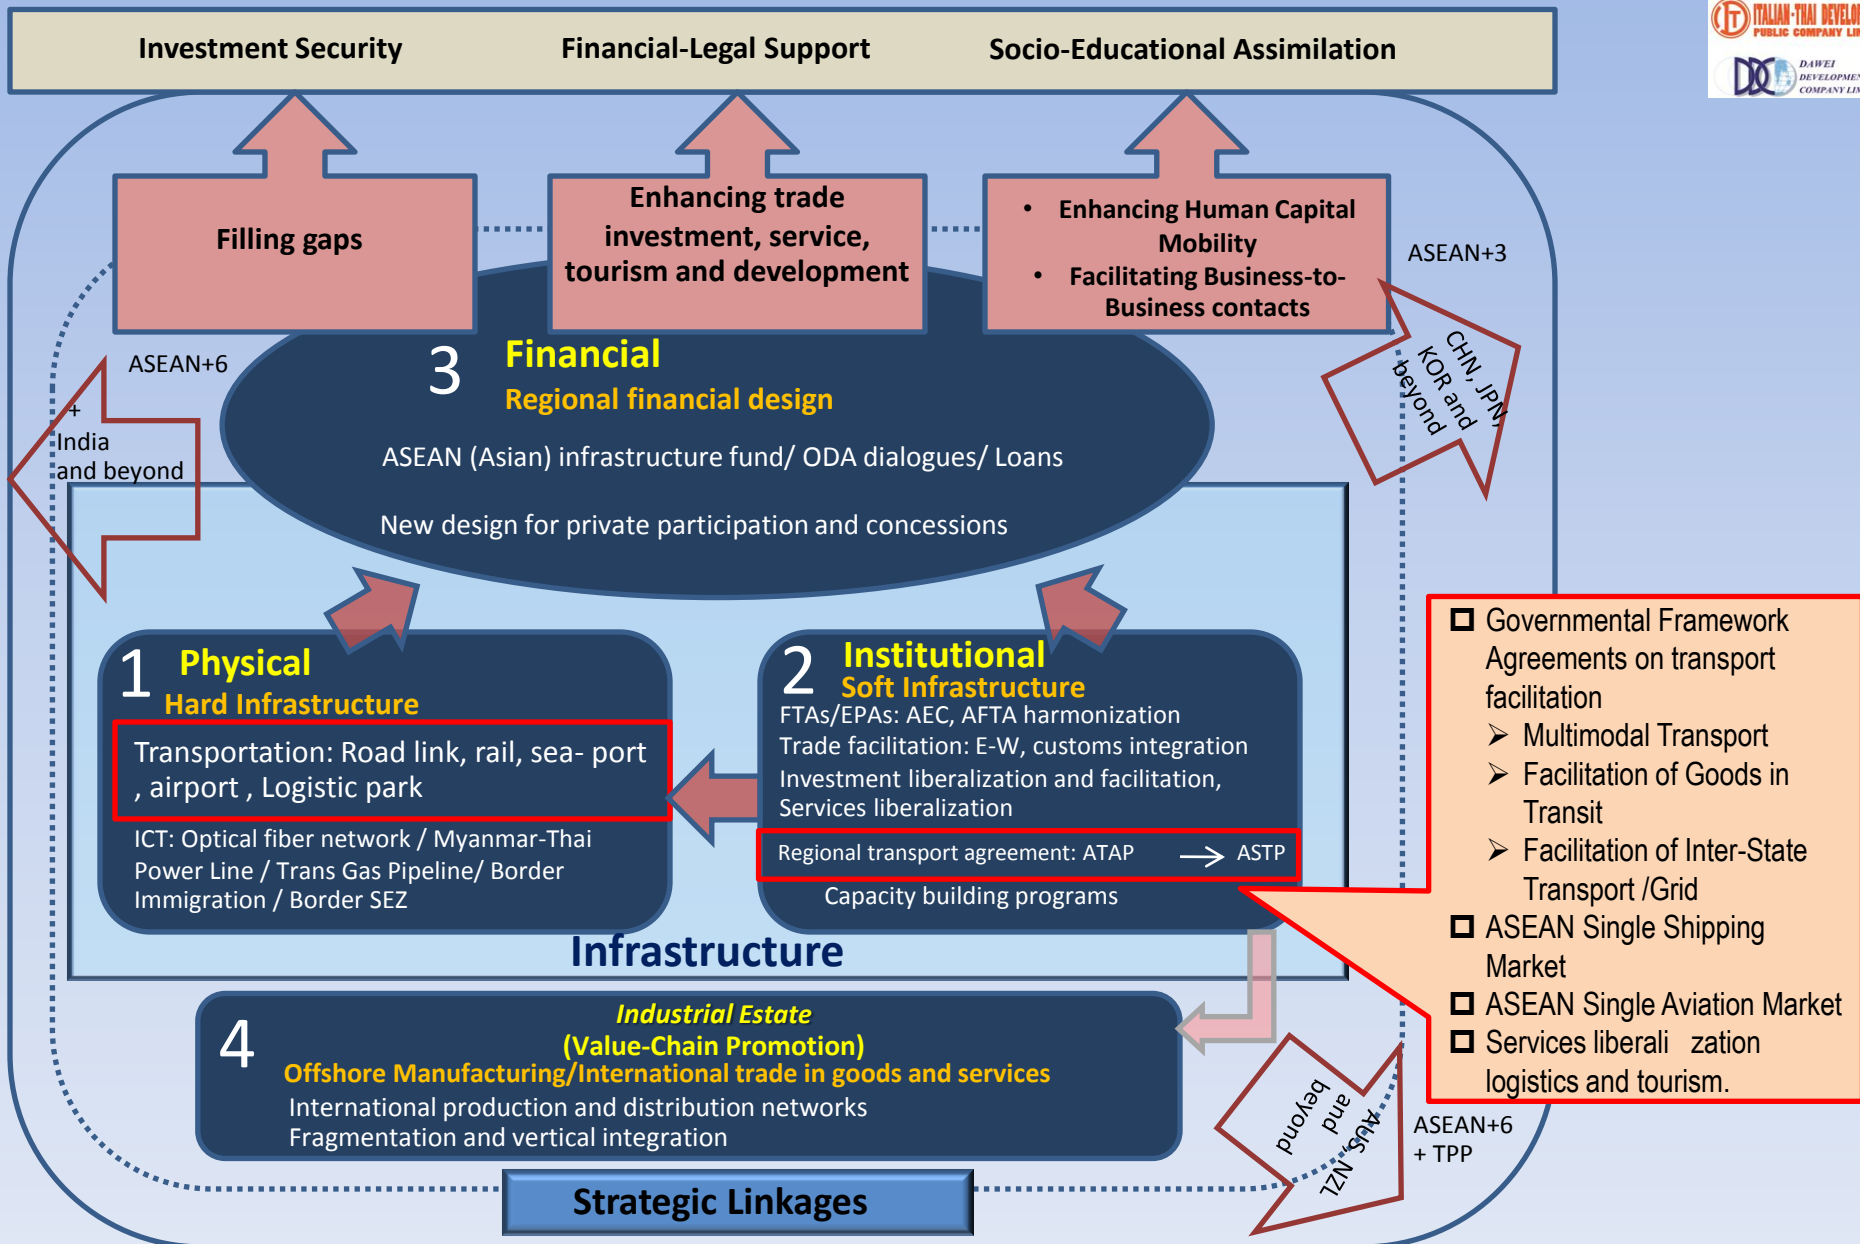 Investment Security
Financial-Legal Support
Socio-Educational Assimilation
ITALIAN-THAI
PUBLIC COMPANY
DDC
DAWEI
COMPANY
Filling gaps
Enhancing trade
investment, service,
tourism and development
• Enhancing Human Capital
Mobility
• Facilitating Business-to-
Business contacts
ASEAN+3
CHN, JPN,
KOR and
beyond
ASEAN+6
+
India
and beyond
3 Financial
Regional financial design
ASEAN (Asian) infrastructure fund/ ODA dialogues/ Loans
New design for private participation and concessions
1 Physical
Hard Infrastructure
Transportation: Road link, rail, sea- port
, airport , Logistic park
ICT: Optical fiber network / Myanmar-Thai
Power Line / Trans Gas Pipeline/ Border
Immigration / Border SEZ
2 Institutional
Soft Infrastructure
FTAs/EPAs: AEC, AFTA harmonization
Trade facilitation: E-W, customs integration
Investment liberalization and facilitation,
Services liberalization
Regional transport agreement: ATAP → ASTP
Capacity building programs
Infrastructure
❑ Governmental Framework
Agreements on transport
facilitation
➢ Multimodal Transport
➢ Facilitation of Goods in
Transit
➢ Facilitation of Inter-State
Transport /Grid
❑ ASEAN Single Shipping
Market
❑ ASEAN Single Aviation Market
❑ Services liberali zation
logistics and tourism.
4 Industrial Estate
(Value-Chain Promotion)
Offshore Manufacturing/International trade in goods and services
International production and distribution networks
Fragmentation and vertical integration
AUS, NZL
and
beyond
ASEAN+6
+ TPP
Strategic Linkages